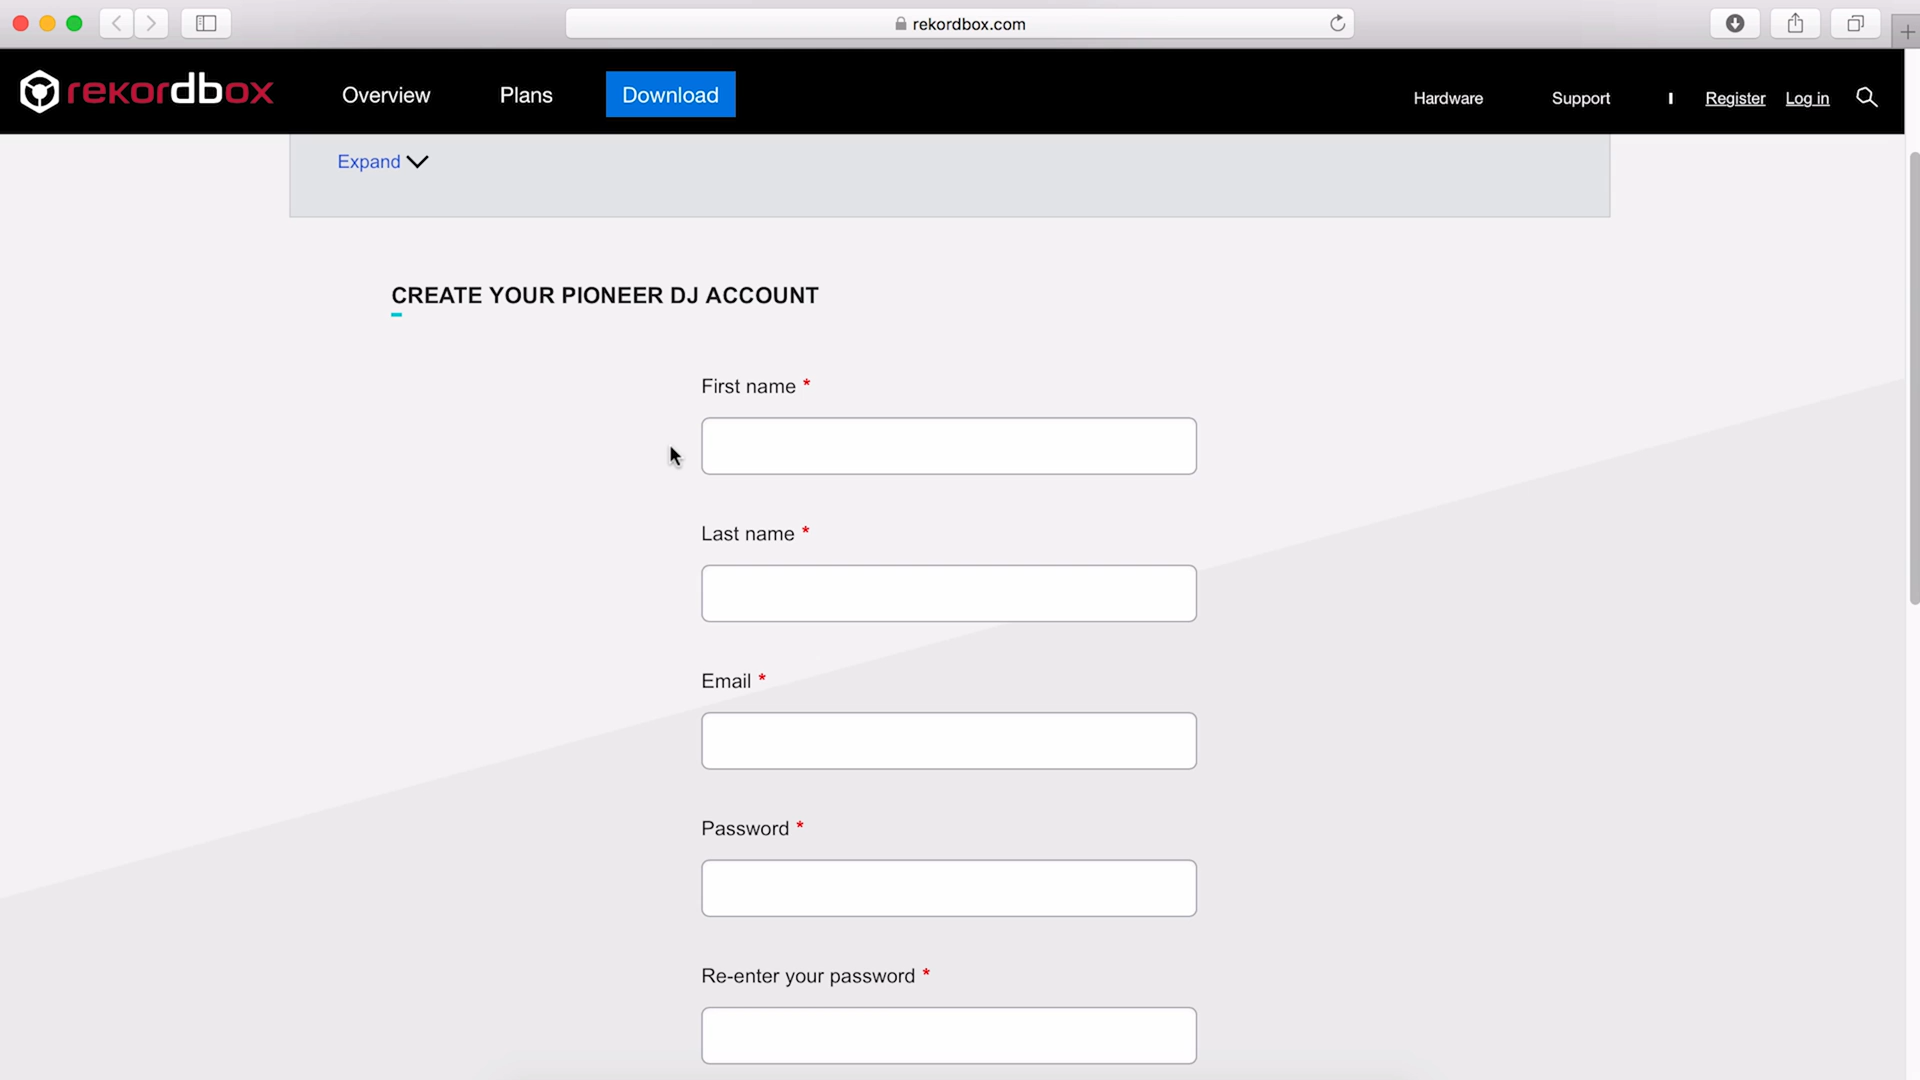 rekordbox.com
rekordbox
Overview
Plans
Download
Hardware
Support
Register
Log in
Expand
CREATE YOUR PIONEER DJ ACCOUNT
First name *
Last name *
Email *
Password *
Re-enter your password *